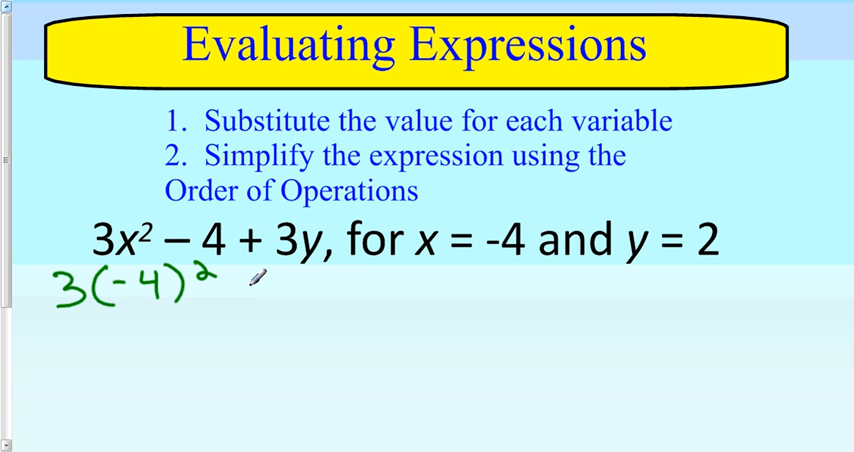 Evaluating Expressions
1. Substitute the value for each variable
2. Simplify the expression using the
Order of Operations
3x² – 4 + 3y, for x = -4 and y = 2
3(-4)²